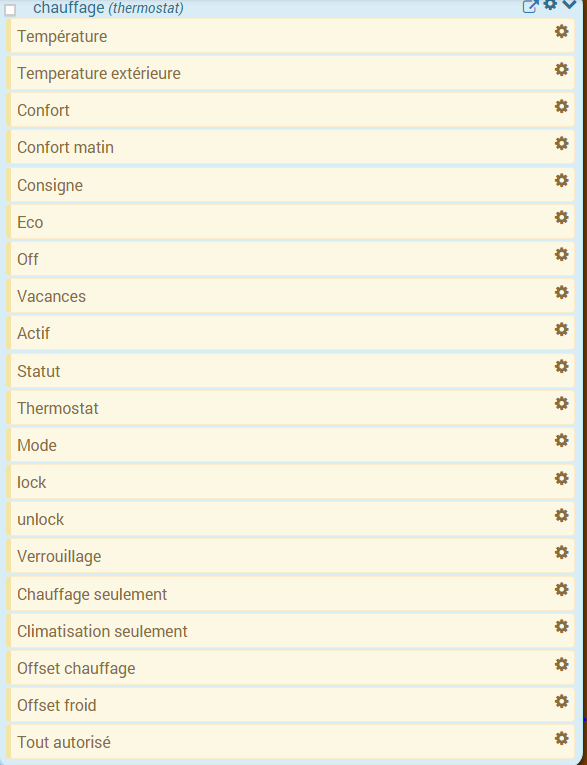 chauffage (thermostat)
Température
Temperature extérieure
Confort
Confort matin
Consigne
Eco
Off
Vacances
Actif
Statut
Thermostat
Mode
lock
unlock
Verrouillage
Chauffage seulement
Climatisation seulement
Offset chauffage
Offset froid
Tout autorisé